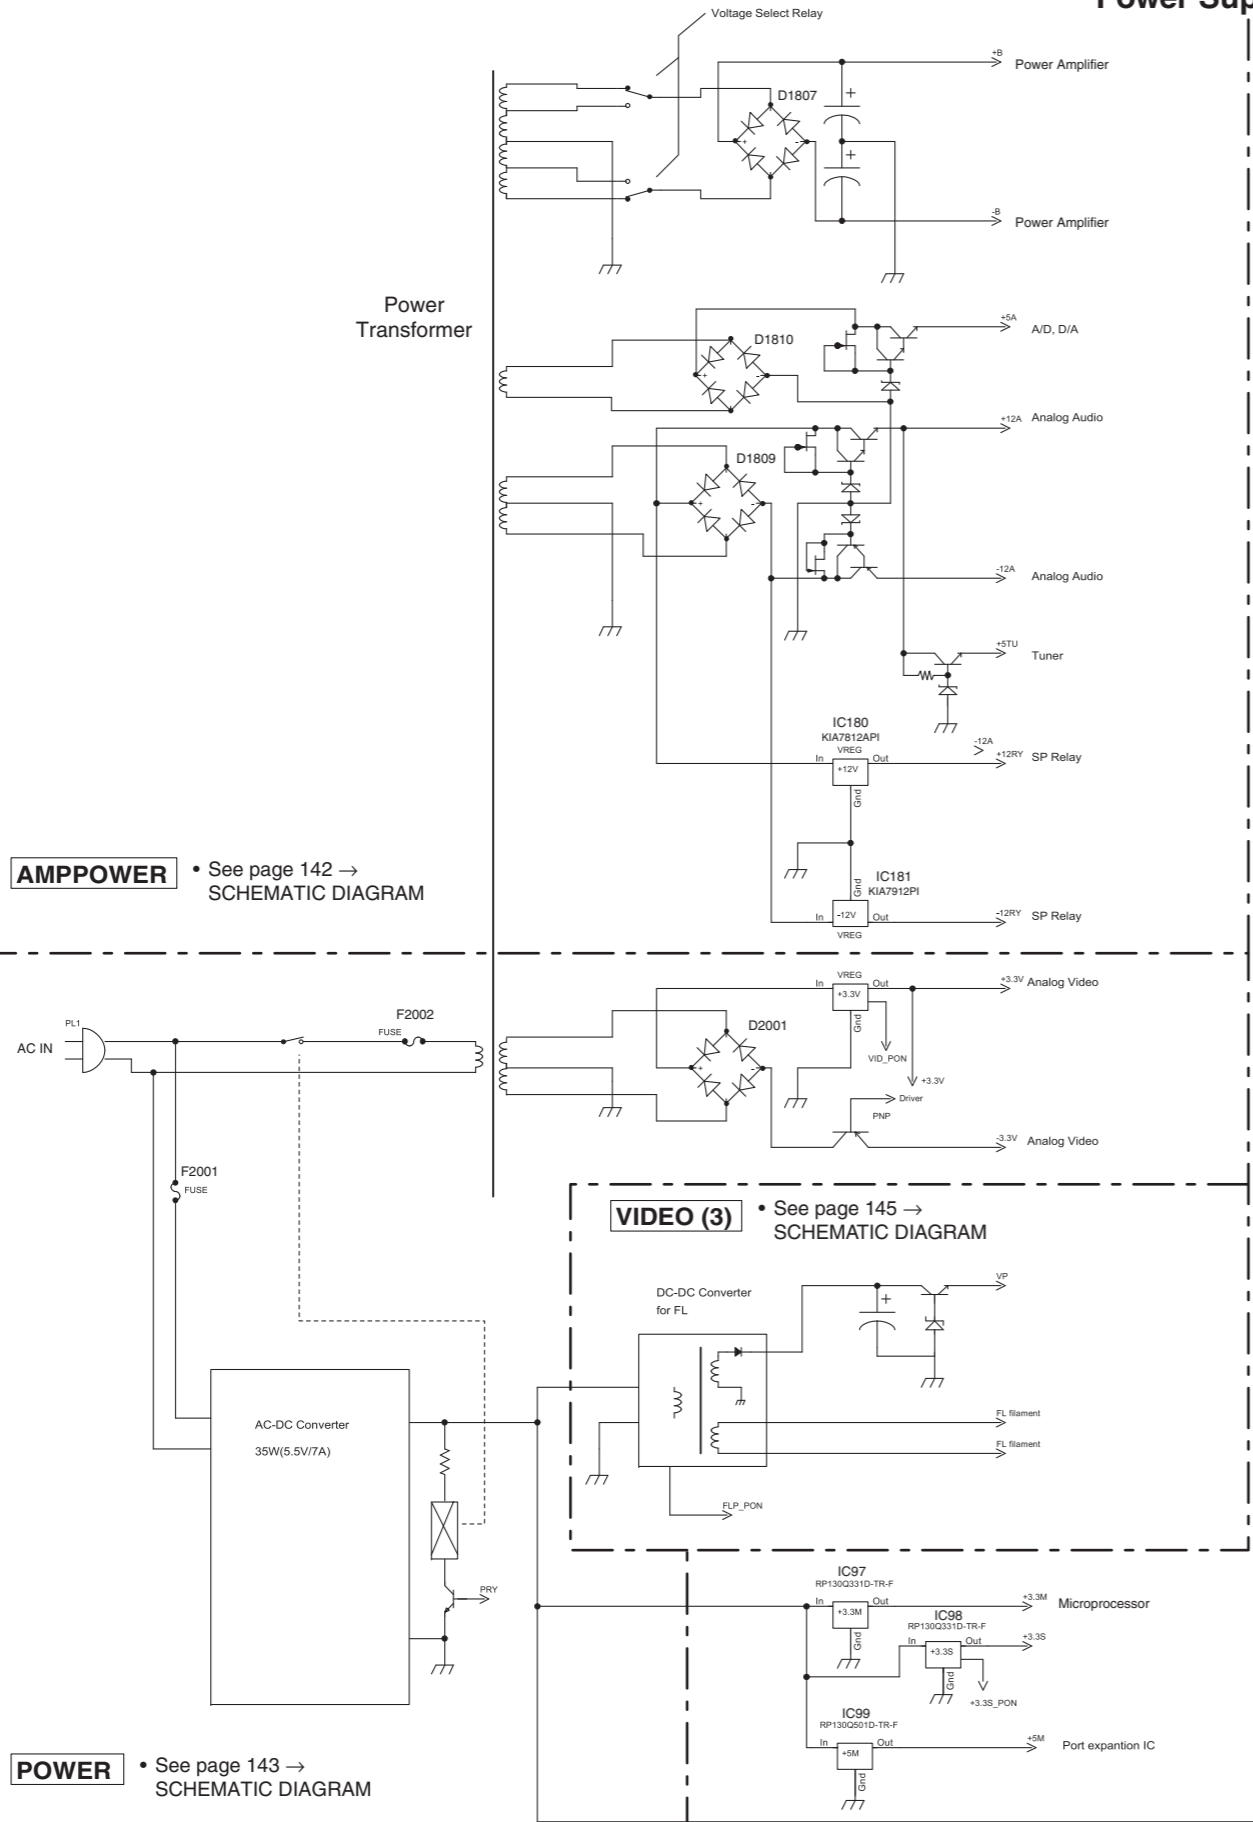 Power Sup
Voltage Select Relay
+B
Power Amplifier
D1807
+
+
+
-
-B
Power Amplifier
Power
Transformer
+5A
A/D, D/A
D1810
+
-
+12A
Analog Audio
D1809
+
-
-12A
Analog Audio
+5TU
Tuner
IC180
KIA7812API
VREG
In
+12V
Out
Gnd
-12A
+12RY
SP Relay
AMPPOWER
• See page 142 →
SCHEMATIC DIAGRAM
Gnd
IC181
KIA7912PI
In
-12V
Out
VREG
-12RY
SP Relay
VREG
In
+3.3V
Out
Gnd
+3.3V
Analog Video
PL1
AC IN
F2002
FUSE
D2001
+
-
VID_PON
+3.3V
Driver
PNP
-3.3V
Analog Video
F2001
FUSE
VIDEO (3)
• See page 145 →
SCHEMATIC DIAGRAM
DC-DC Converter
for FL
+
VP
FL filament
FL filament
FLP_PON
AC-DC Converter
35W(5.5V/7A)
PRY
IC97
RP130Q331D-TR-F
In
+3.3M
Out
Gnd
+3.3M
Microprocessor
IC98
RP130Q331D-TR-F
In
+3.3S
Out
Gnd
+3.3S
+3.3S_PON
IC99
RP130Q501D-TR-F
In
+5M
Out
Gnd
+5M
Port expantion IC
POWER
• See page 143 →
SCHEMATIC DIAGRAM